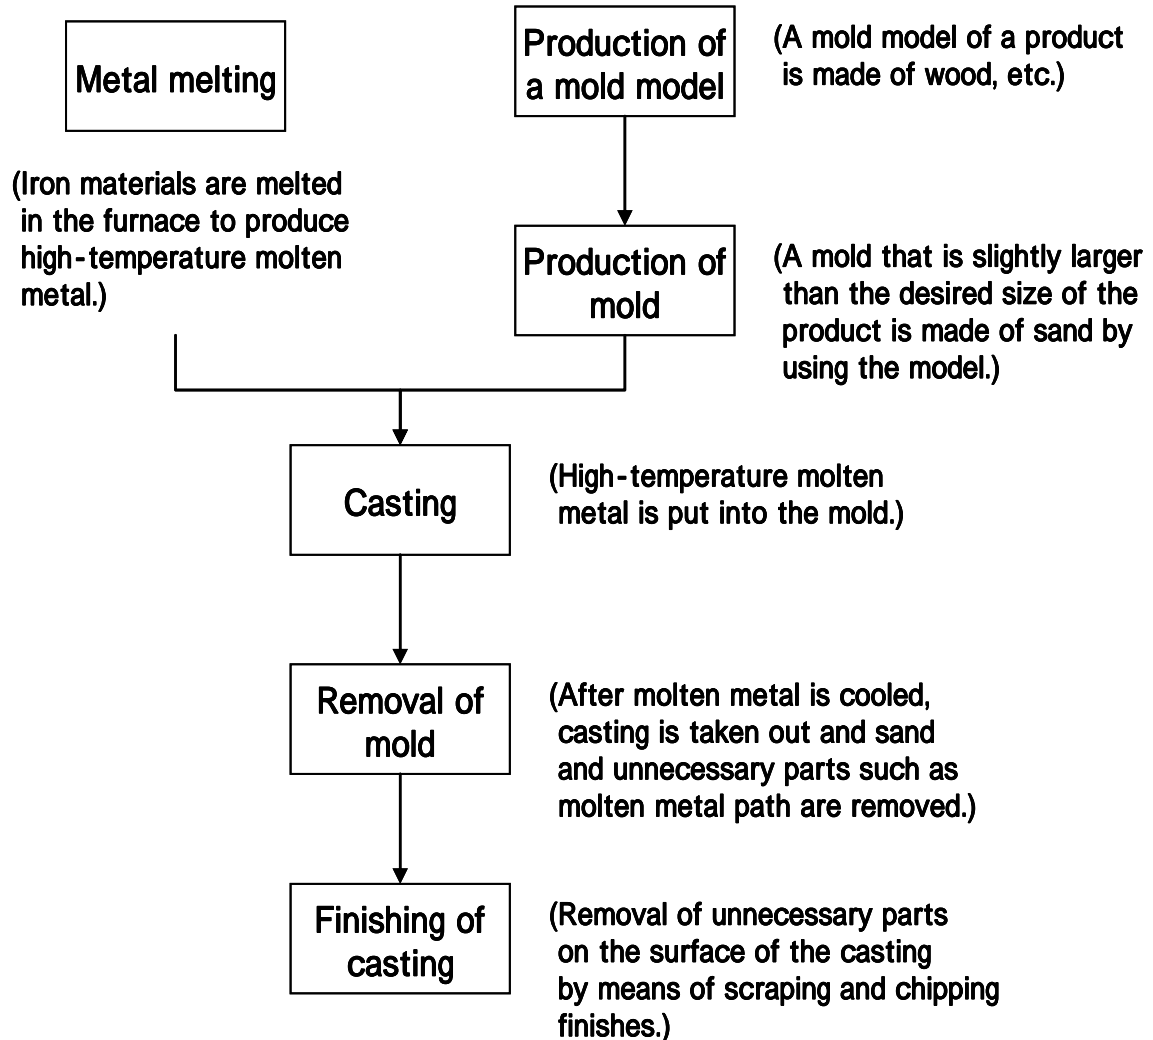 Metal melting
(Iron materials are melted
in the furnace to produce
high-temperature molten
metal.)
Production of
a mold model
(A mold model of a product
is made of wood, etc.)
Production of
mold
(A mold that is slightly larger
than the desired size of the
product is made of sand by
using the model.)
Casting
(High-temperature molten
metal is put into the mold.)
Removal of
mold
(After molten metal is cooled,
casting is taken out and sand
and unnecessary parts such as
molten metal path are removed.)
Finishing of
casting
(Removal of unnecessary parts
on the surface of the casting
by means of scraping and chipping
finishes.)